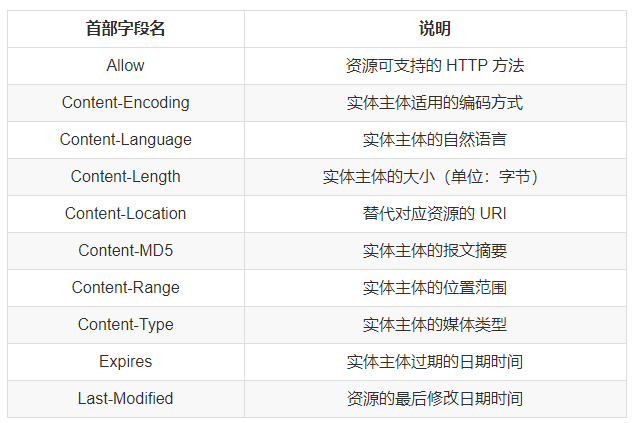 首部字段名 说明
Allow 资源可支持的 HTTP 方法
Content-Encoding 实体主体适用的编码方式
Content-Language 实体主体的自然语言
Content-Length 实体主体的大小（单位：字节）
Content-Location 替代对应资源的 URI
Content-MD5 实体主体的报文摘要
Content-Range 实体主体的位置范围
Content-Type 实体主体的媒体类型
Expires 实体主体过期的日期时间
Last-Modified 资源的最后修改日期时间